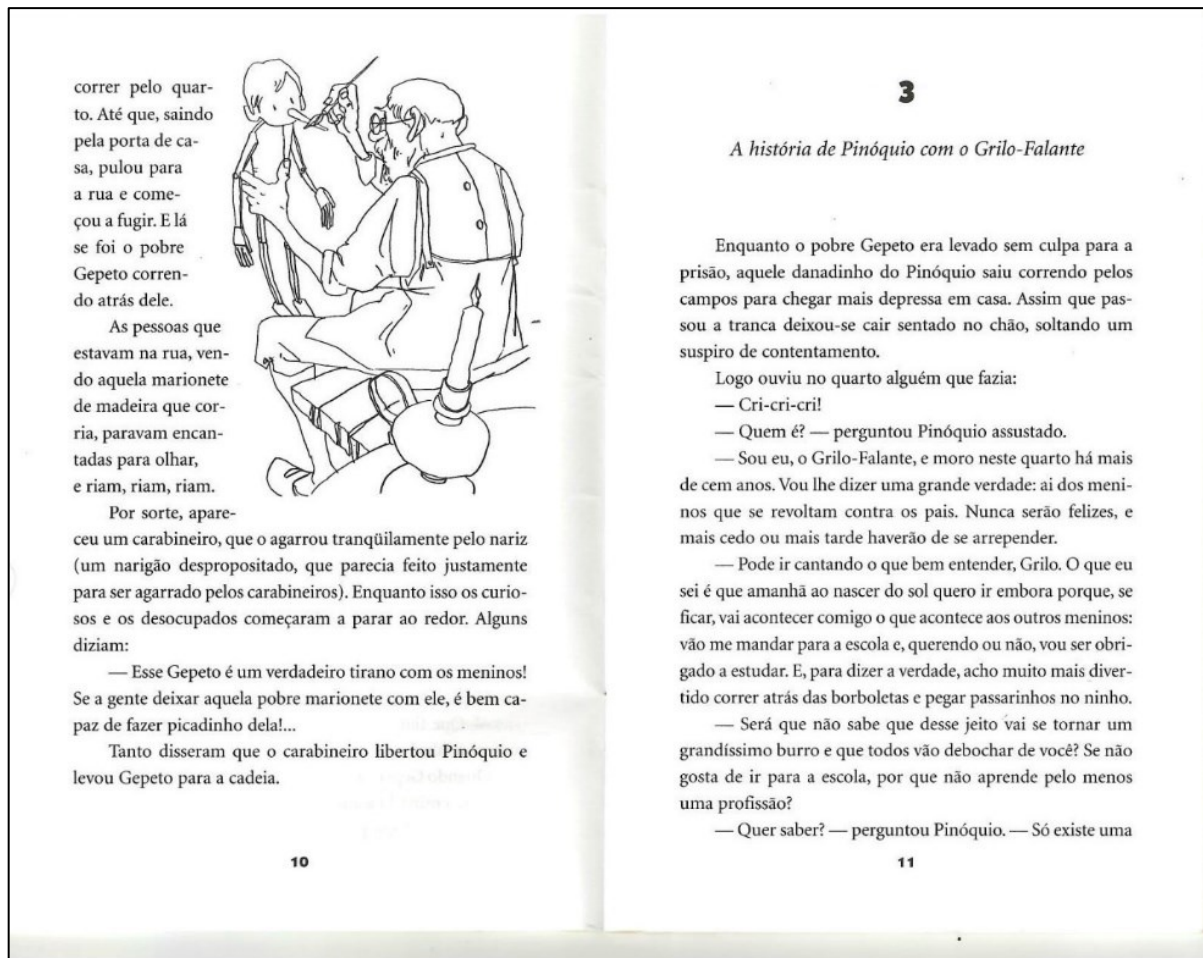 correr pelo quar-
to. Até que, saindo
pela porta de ca-
sa, pulou para
a rua e come-
çou a fugir. E lá
se foi o pobre
Gepeto corren-
do atrás dele.
As pessoas que
estavam na rua, ven-
do aquela marionete
de madeira que cor-
ria, paravam encan-
tadas para olhar,
e riam, riam, riam.
Por sorte, apare-
ceu um carabineiro, que o agarrou tranqüilamente pelo nariz
(um narigão despropositado, que parecia feito justamente
para ser agarrado pelos carabineiros). Enquanto isso os curio-
sos e os desocupados começaram a parar ao redor. Alguns
diziam:
— Esse Gepeto é um verdadeiro tirano com os meninos!
Se a gente deixar aquela pobre marionete com ele, é bem ca-
paz de fazer picadinho dela!...
Tanto disseram que o carabineiro libertou Pinóquio e
levou Gepeto para a cadeia.
10
3
A história de Pinóquio com o Grilo-Falante
Enquanto o pobre Gepeto era levado sem culpa para a
prisão, aquele danadinho do Pinóquio saiu correndo pelos
campos para chegar mais depressa em casa. Assim que pas-
sou a tranca deixou-se cair sentado no chão, soltando um
suspiro de contentamento.
Logo ouviu no quarto alguém que fazia:
— Cri-cri-cri!
— Quem é? — perguntou Pinóquio assustado.
— Sou eu, o Grilo-Falante, e moro neste quarto há mais
de cem anos. Vou lhe dizer uma grande verdade: ai dos meni-
nos que se revoltam contra os pais. Nunca serão felizes, e
mais cedo ou mais tarde haverão de se arrepender.
— Pode ir cantando o que bem entender, Grilo. O que eu
sei é que amanhã ao nascer do sol quero ir embora porque, se
ficar, vai acontecer comigo o que acontece aos outros meninos:
vão me mandar para a escola e, querendo ou não, vou ser obri-
gado a estudar. E, para dizer a verdade, acho muito mais diver-
tido correr atrás das borboletas e pegar passarinhos no ninho.
— Será que não sabe que desse jeito vai se tornar um
grandíssimo burro e que todos vão debochar de você? Se não
gosta de ir para a escola, por que não aprende pelo menos
uma profissão?
— Quer saber? — perguntou Pinóquio. — Só existe uma
11